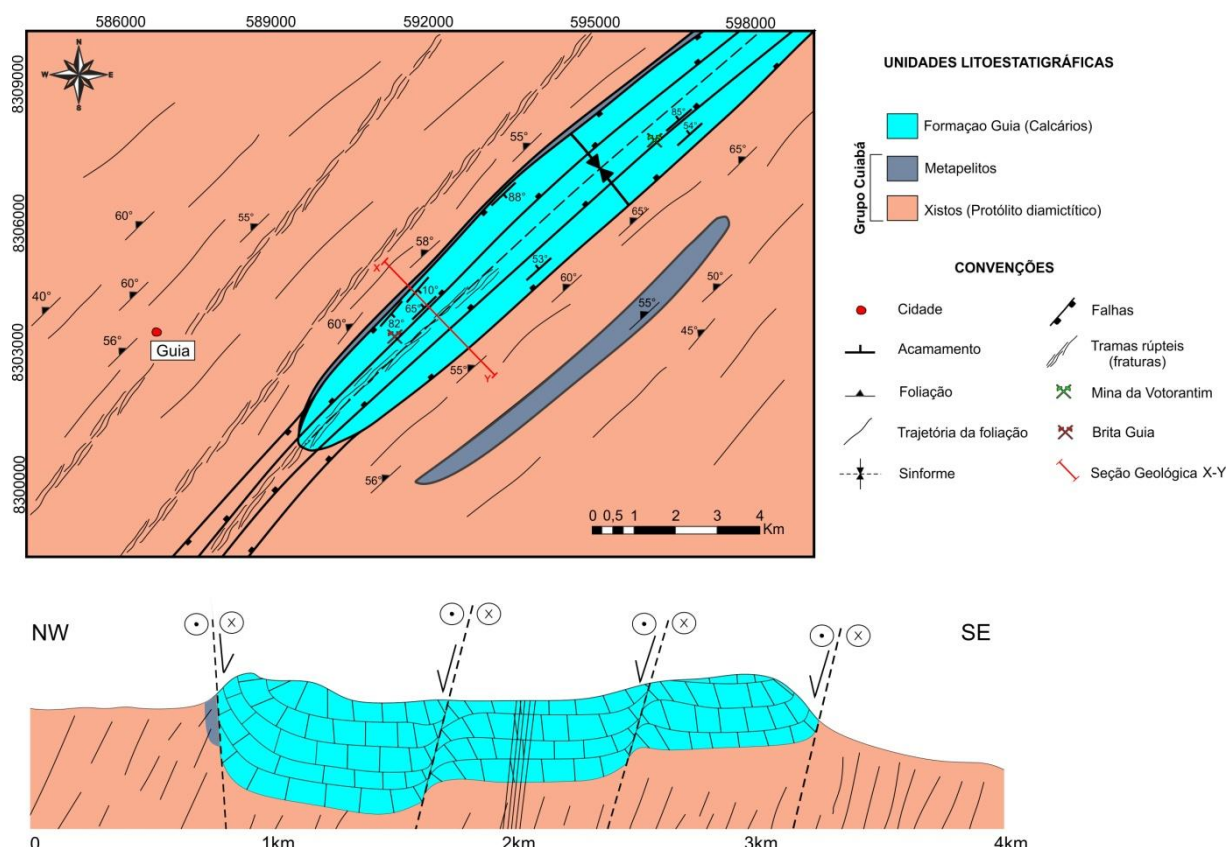 586000 589000 592000 595000 598000
N
W E
S
8309000
8306000
8303000
8300000
85°
54°
55°
65°
88°
60°
55°
65°
58°
X
53°
10°
60°
50°
40°
60°
65°
55°
60°
82°
45°
56°
Guia
55°
Y
56°
0 0,5 1 2 3 4
Km
UNIDADES LITOESTATIGRÁFICAS
Formaçao Guia (Calcários)
Grupo Cuiabá
Metapelitos
Xistos (Protólito diamictítico)
CONVENÇÕES
Cidade
Falhas
Acamamento
Tramas rúpteis
(fraturas)
Foliação
Mina da Votorantim
Trajetória da foliação
Brita Guia
Sinforme
Seção Geológica X-Y
NW
SE
X X X X
0 1km 2km 3km 4km